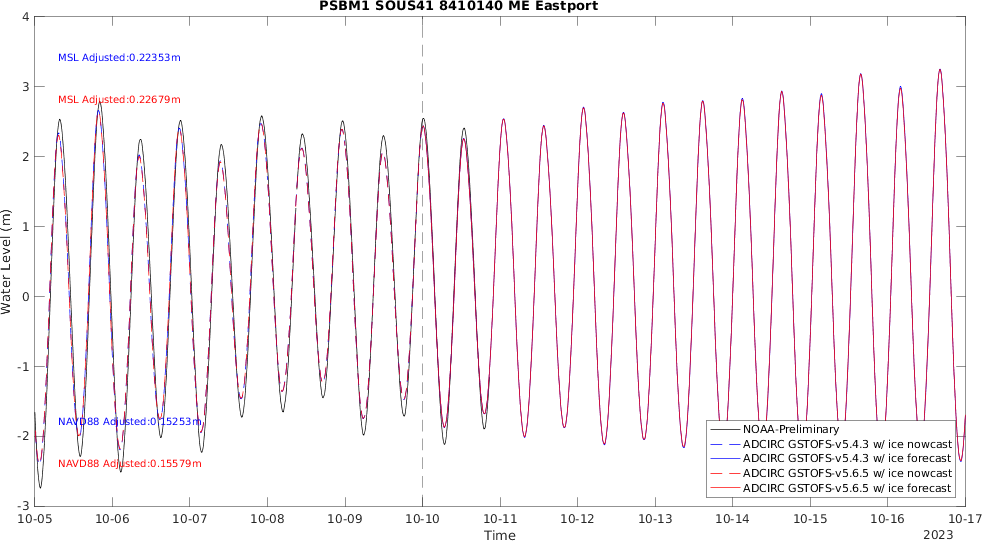 PSBM1 SOUS41 8410140 ME Eastport
4
3
2
1
0
-1
-2
-3
Water Level (m)
MSL Adjusted:0.22353m
MSL Adjusted:0.22679m
NAVD88 Adjusted:0.15253m
NAVD88 Adjusted:0.15579m
NOAA-Preliminary
ADCIRC GSTOFS-v5.4.3 w/ ice nowcast
ADCIRC GSTOFS-v5.4.3 w/ ice forecast
ADCIRC GSTOFS-v5.6.5 w/ ice nowcast
ADCIRC GSTOFS-v5.6.5 w/ ice forecast
10-05 10-06 10-07 10-08 10-09 10-10 10-11 10-12 10-13 10-14 10-15 10-16 10-17
Time
2023